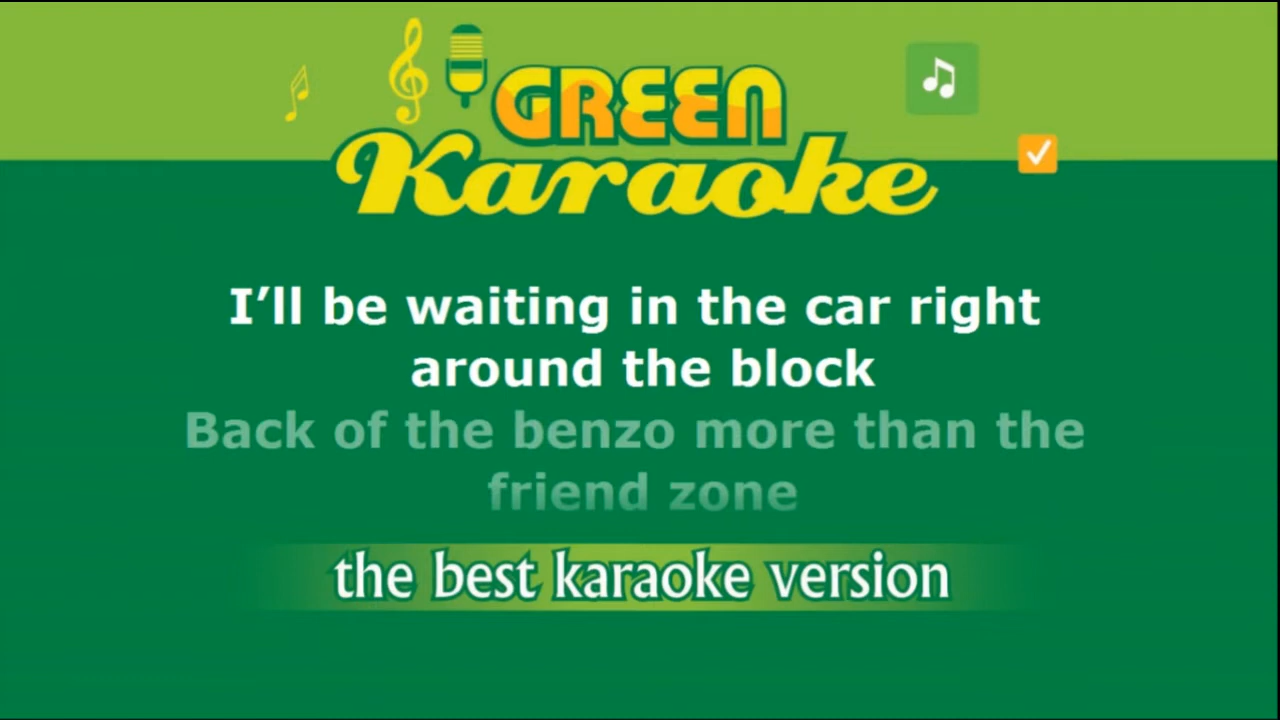 GREEN
Karaoke
I’ll be waiting in the car right
around the block
Back of the benzo more than the
friend zone
the best karaoke version